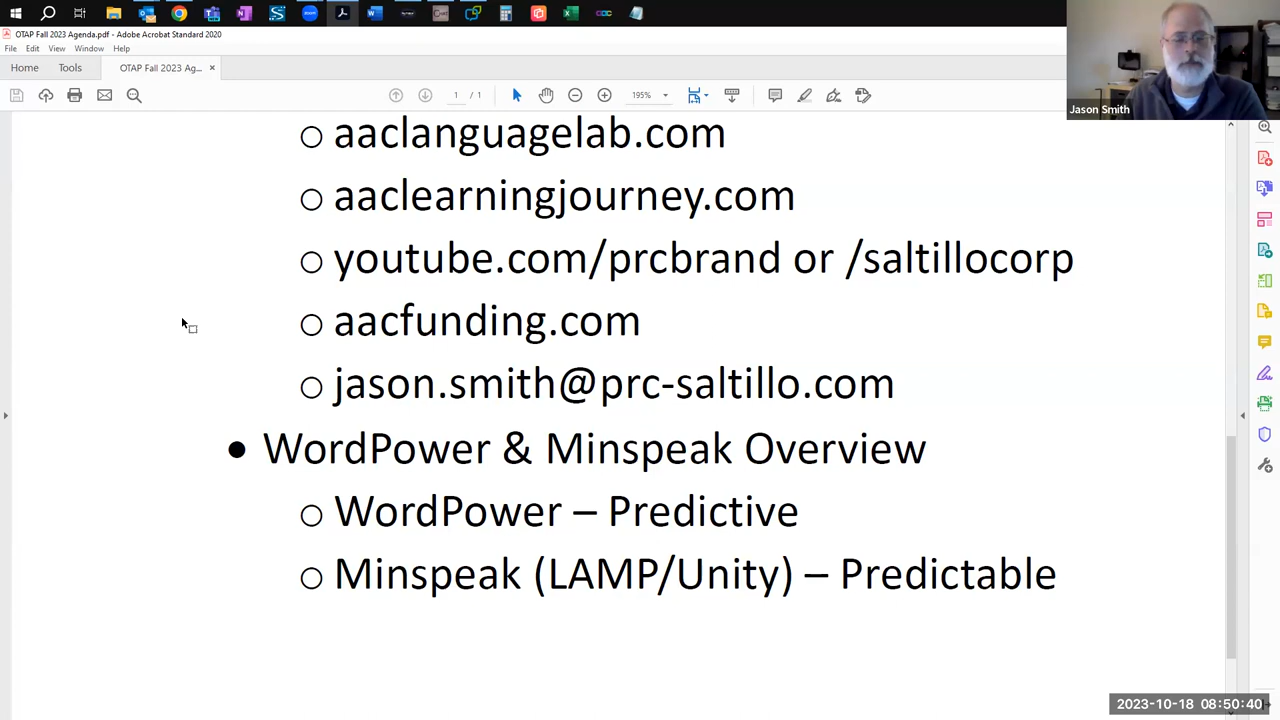 OTAP Fall 2023 Agenda.pdf - Adobe Acrobat Standard 2020
File Edit View Window Help
Home Tools OTAP Fall 2023 Ag... ×
1 / 1 195%
Jason Smith
○ aaclanguagelab.com
○ aaclearningjourney.com
○ youtube.com/prcbrand or /saltillocorp
○ aacfunding.com
○ jason.smith@prc-saltillo.com
• WordPower & Minspeak Overview
○ WordPower – Predictive
○ Minspeak (LAMP/Unity) – Predictable
2023-10-18 08:50:40